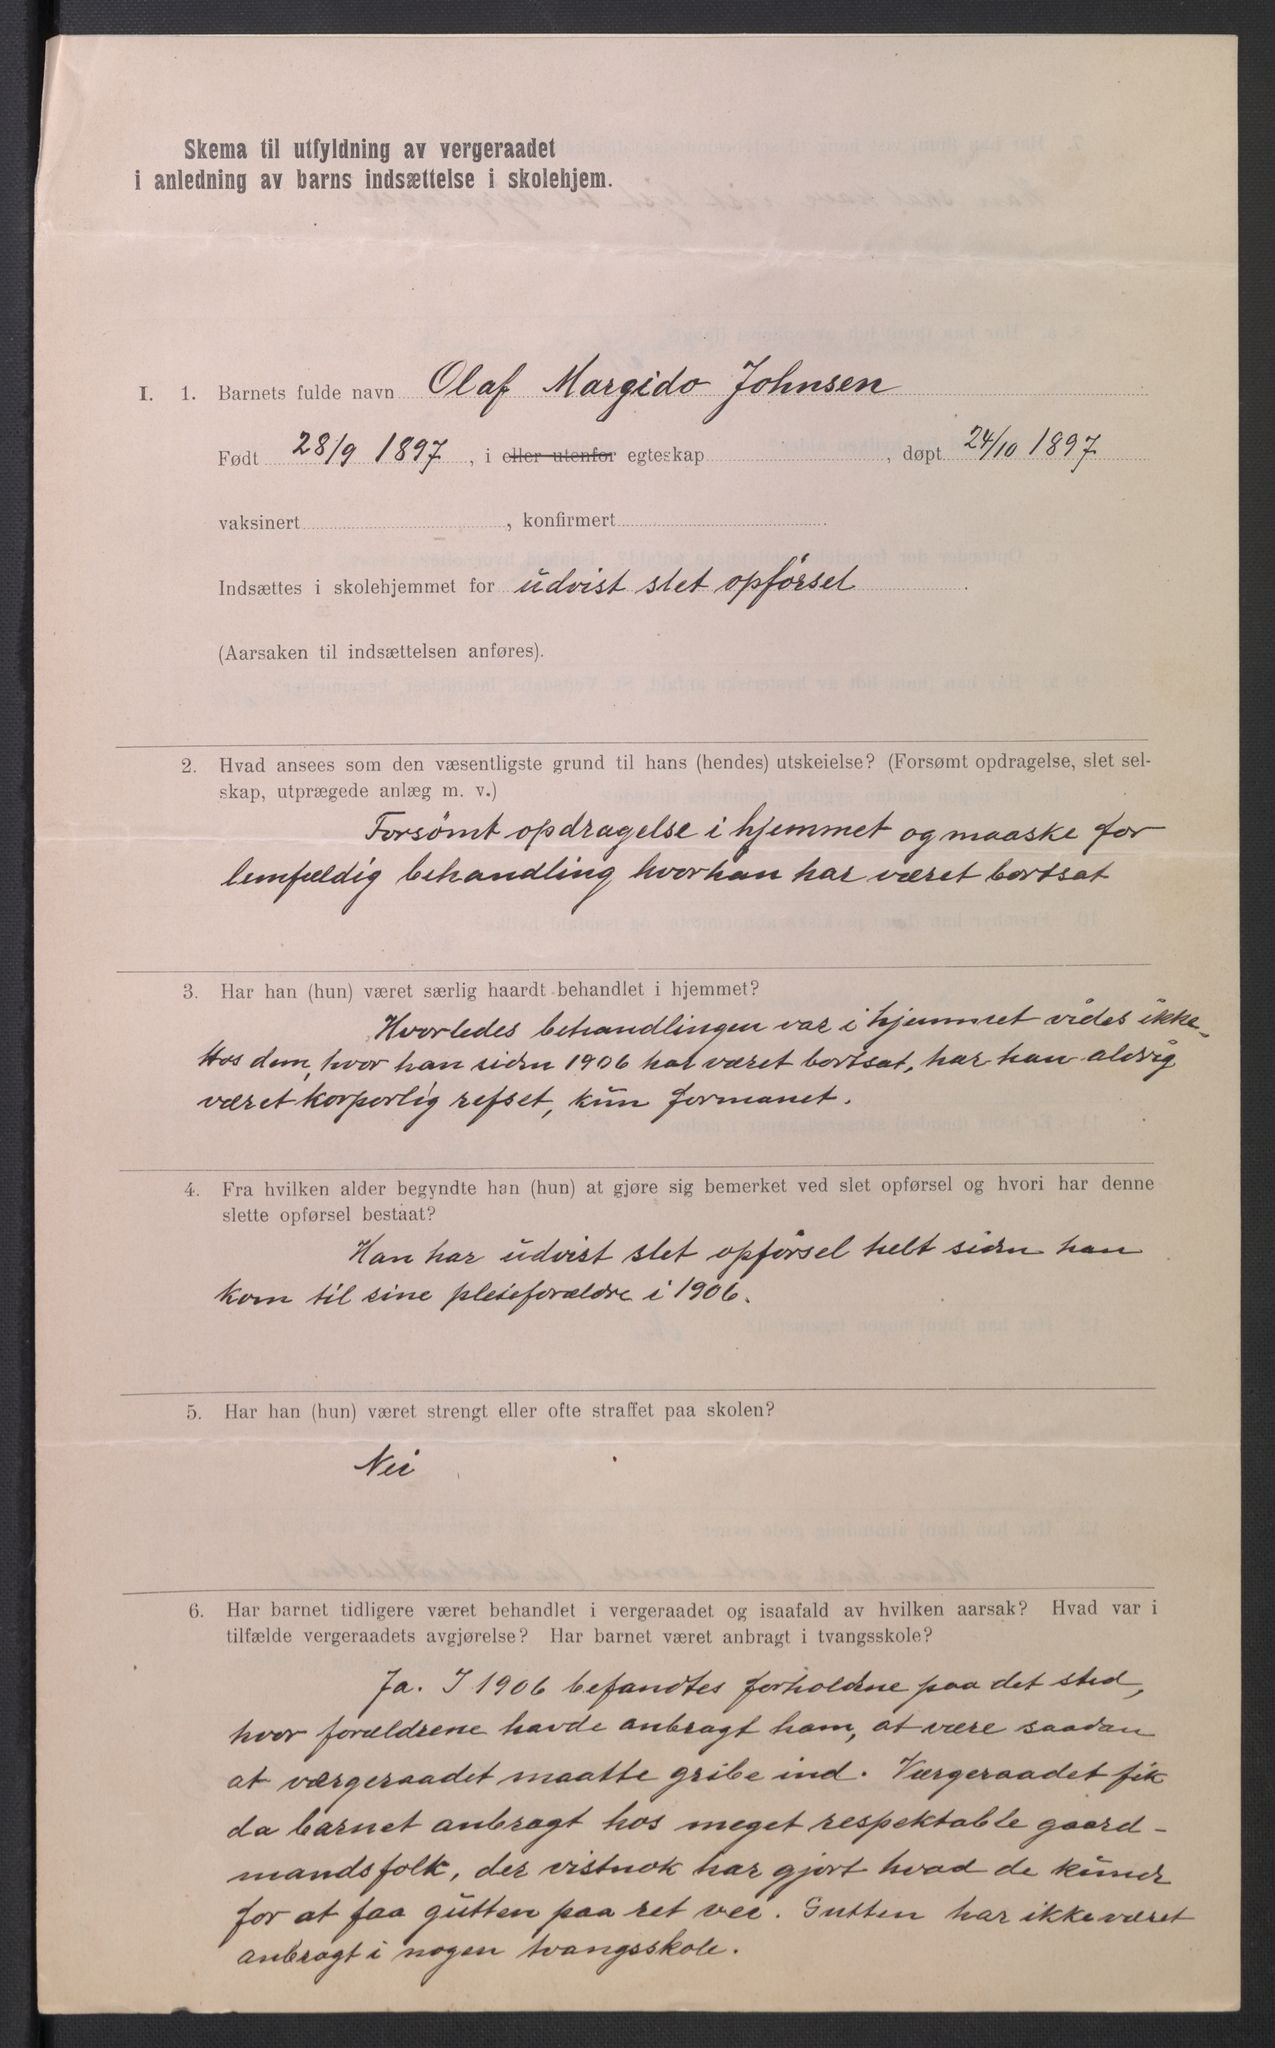 Skema til utfyldning av vergeraadet
i anledning av barns indsættelse i skolehjem.
I. 1. Barnets fulde navn Olaf Margido Johnsen
Født 28/9 1897, i eller utenfor egteskap, døpt 24/10 1897
vaksinert, konfirmert
Indsættes i skolehjemmet for udvist slet opførsel.
(Aarsaken til indsættelsen anføres).
2. Hvad ansees som den væsentligste grund til hans (hendes) utskeielse? (Forsømt opdragelse, slet sel-
skap, utprægede anlæg m. v.)
Forsømt opdragelse i hjemmet og maaske for
lemfældig behandling hvor han har været bortsat
3. Har han (hun) været særlig haardt behandlet i hjemmet?
Hvorledes behandlingen var i hjemmet vides ikke.
Hos dem, hvor han siden 1906 har været bortsat, har han aldrig
været korporlig refset, kun formanet.
4. Fra hvilken alder begyndte han (hun) at gjøre sig bemerket ved slet opførsel og hvori har denne
slette opførsel bestaat?
Han har udvist slet opførsel helt siden han
kom til sine pleieforældre i 1906.
5. Har han (hun) været strengt eller ofte straffet paa skolen?
Nei
6. Har barnet tidligere været behandlet i vergeraadet og isaafald av hvilken aarsak? Hvad var i
tilfælde vergeraadets avgjørelse? Har barnet været anbragt i tvangsskole?
Ja. I 1906 befandtes forholdene paa det sted,
hvor forældrene havde anbragt ham, at være saadan
at værgeraadet maatte gribe ind. Værgeraadet fik
da barnet anbragt hos meget respektable gaard-
mandsfolk, der vistnok har gjort hvad de kunde
for at faa gutten paa ret vei. Gutten har ikke været
anbragt i nogen tvangsskole.